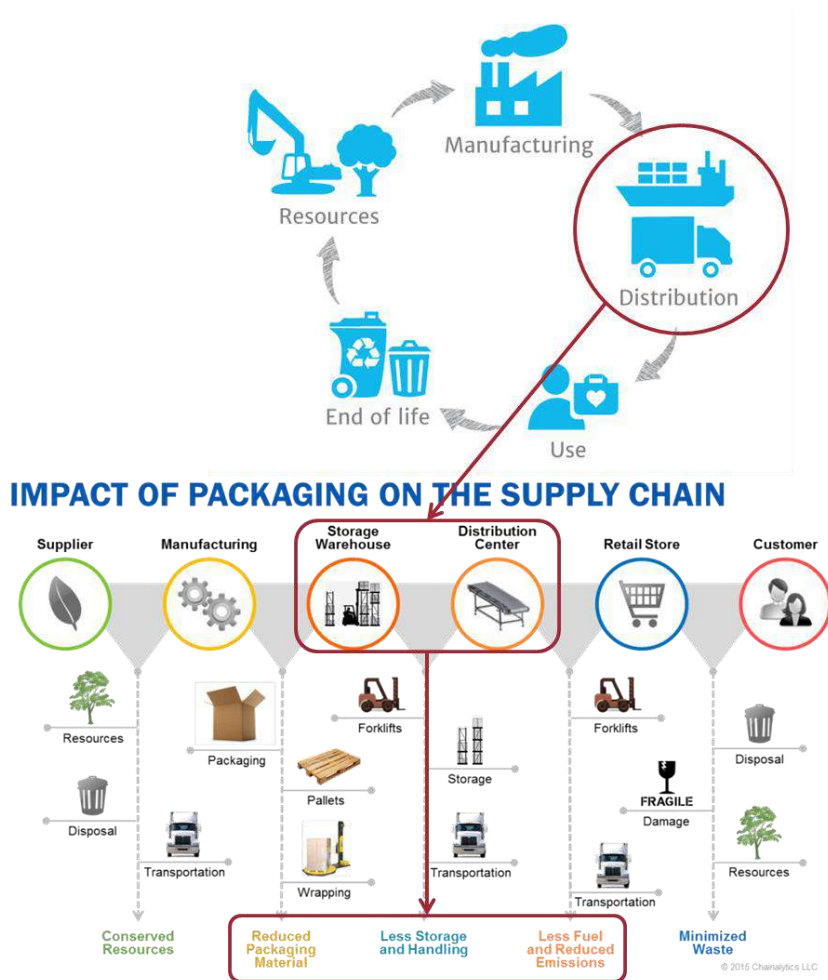 Manufacturing
Resources
Distribution
End of life
Use
IMPACT OF PACKAGING ON THE SUPPLY CHAIN
Supplier
Manufacturing
Storage
Warehouse
Distribution
Center
Retail Store
Customer
Resources
Packaging
Forklifts
Storage
Forklifts
Disposal
Disposal
Pallets
FRAGILE
Damage
Transportation
Wrapping
Transportation
Transportation
Resources
Conserved
Resources
Reduced
Packaging
Material
Less Storage
and Handling
Less Fuel
and Reduced
Emissions
Minimized
Waste
© 2015 Chainalytics LLC